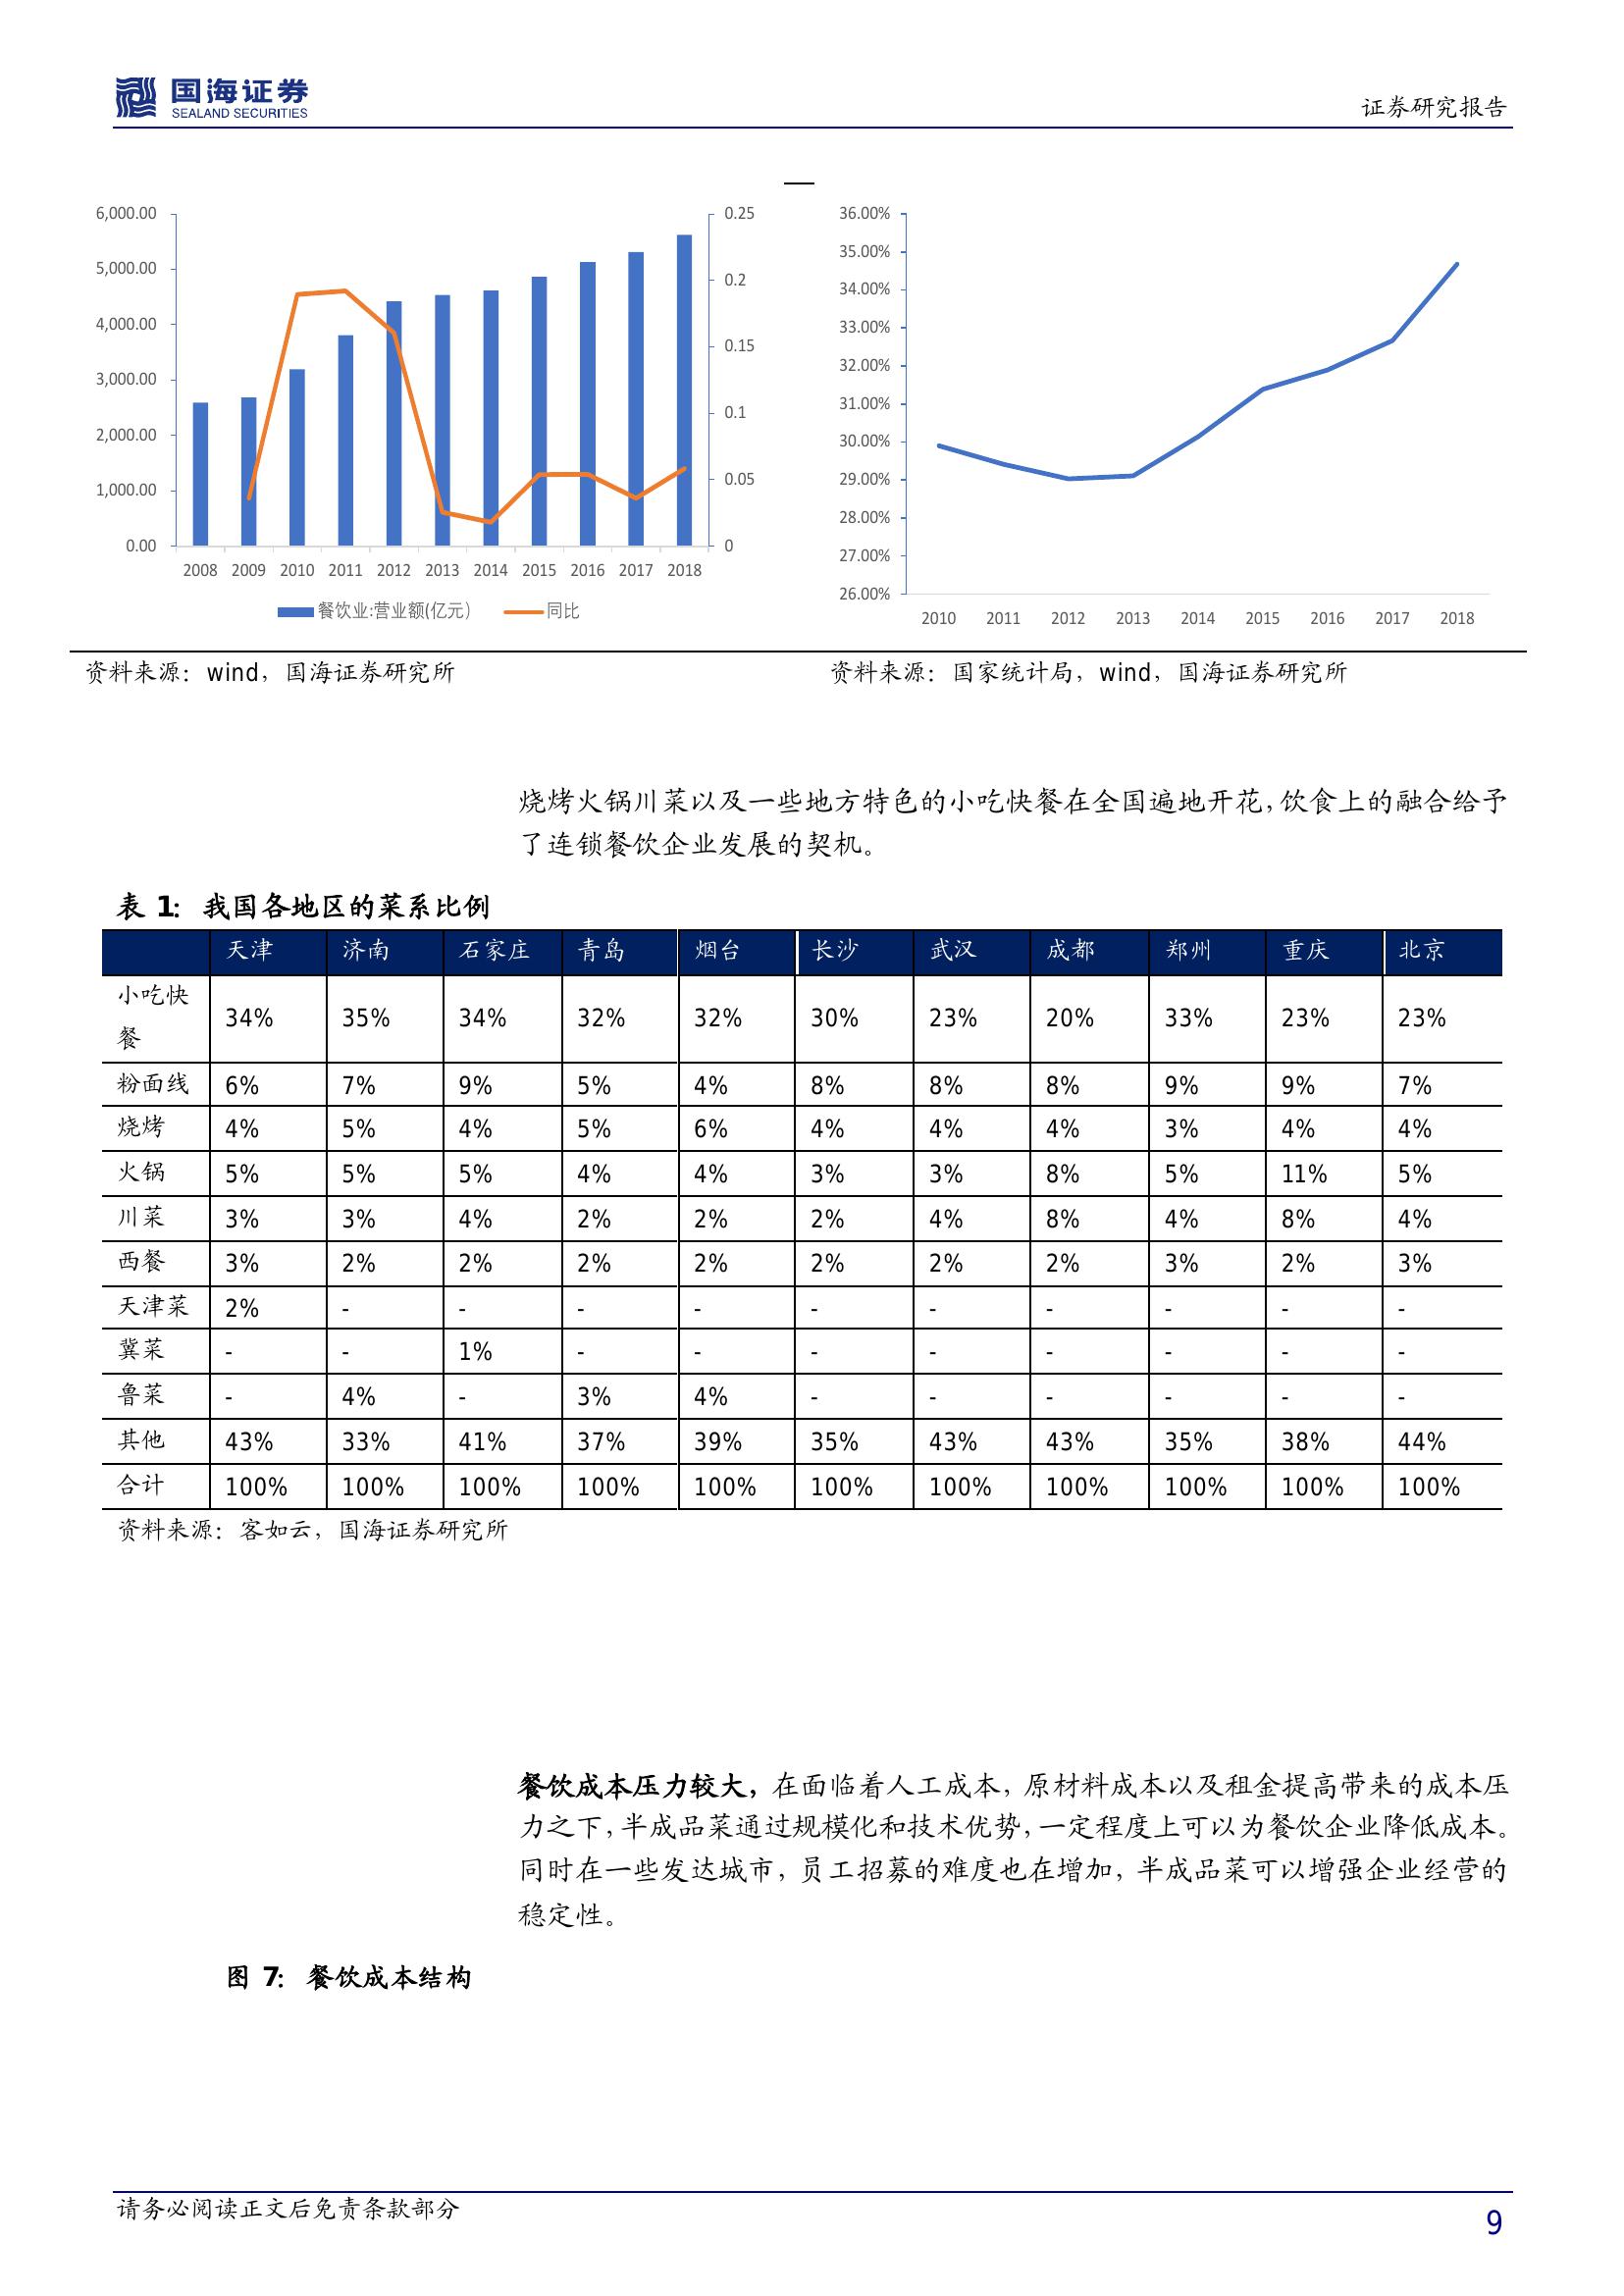 国海证券
SEALAND SECURITIES
证券研究报告
6,000.00
5,000.00
4,000.00
3,000.00
2,000.00
1,000.00
0.00
0.25
0.2
0.15
0.1
0.05
0
2008 2009 2010 2011 2012 2013 2014 2015 2016 2017 2018
餐饮业:营业额(亿元） 同比
36.00%
35.00%
34.00%
33.00%
32.00%
31.00%
30.00%
29.00%
28.00%
27.00%
26.00%
2010 2011 2012 2013 2014 2015 2016 2017 2018
资料来源：wind，国海证券研究所
资料来源：国家统计局，wind，国海证券研究所
烧烤火锅川菜以及一些地方特色的小吃快餐在全国遍地开花，饮食上的融合给予
了连锁餐饮企业发展的契机。
表 1：我国各地区的菜系比例
天津 济南 石家庄 青岛 烟台 长沙 武汉 成都 郑州 重庆 北京
小吃快
餐 34% 35% 34% 32% 32% 30% 23% 20% 33% 23% 23%
粉面线 6% 7% 9% 5% 4% 8% 8% 8% 9% 9% 7%
烧烤 4% 5% 4% 5% 6% 4% 4% 4% 3% 4% 4%
火锅 5% 5% 5% 4% 4% 3% 3% 8% 5% 11% 5%
川菜 3% 3% 4% 2% 2% 2% 4% 8% 4% 8% 4%
西餐 3% 2% 2% 2% 2% 2% 2% 2% 3% 2% 3%
天津菜 2% - - - - - - - - - -
冀菜 - - 1% - - - - - - - -
鲁菜 - 4% - 3% 4% - - - - - -
其他 43% 33% 41% 37% 39% 35% 43% 43% 35% 38% 44%
合计 100% 100% 100% 100% 100% 100% 100% 100% 100% 100% 100%
资料来源：客如云，国海证券研究所
餐饮成本压力较大，在面临着人工成本，原材料成本以及租金提高带来的成本压
力之下，半成品菜通过规模化和技术优势，一定程度上可以为餐饮企业降低成本。
同时在一些发达城市，员工招募的难度也在增加，半成品菜可以增强企业经营的
稳定性。
图 7：餐饮成本结构
请务必阅读正文后免责条款部分
9